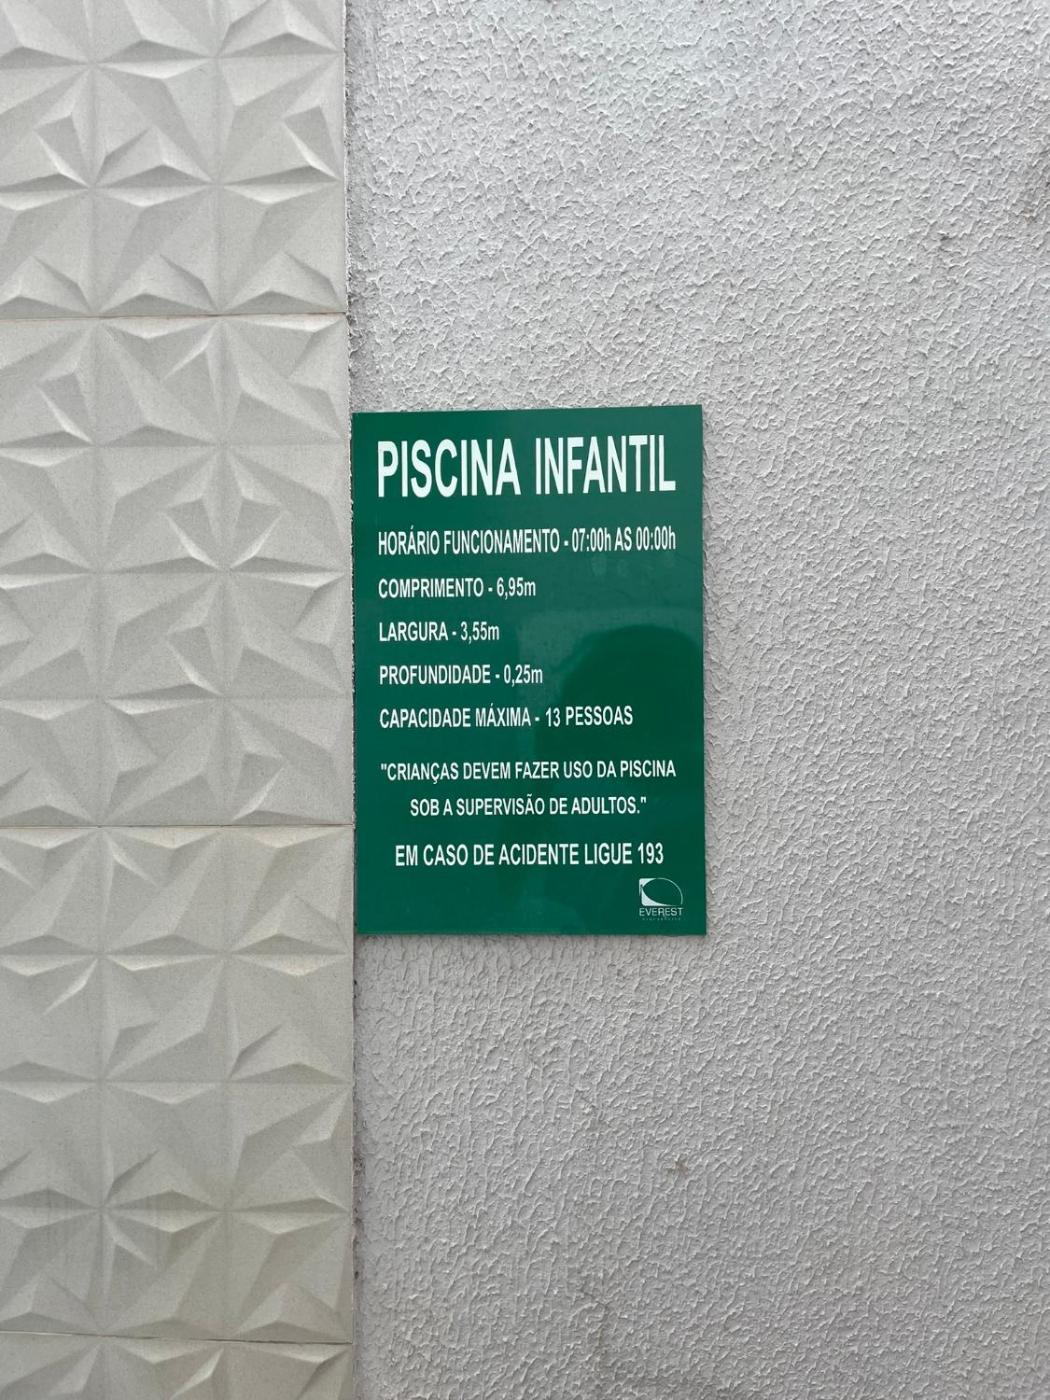 PISCINA INFANTIL
HORÁRIO FUNCIONAMENTO - 07:00h AS 00:00h
COMPRIMENTO - 6,95m
LARGURA - 3,55m
PROFUNDIDADE - 0,25m
CAPACIDADE MÁXIMA - 13 PESSOAS
"CRIANÇAS DEVEM FAZER USO DA PISCINA
SOB A SUPERVISÃO DE ADULTOS."
EM CASO DE ACIDENTE LIGUE 193
EVEREST